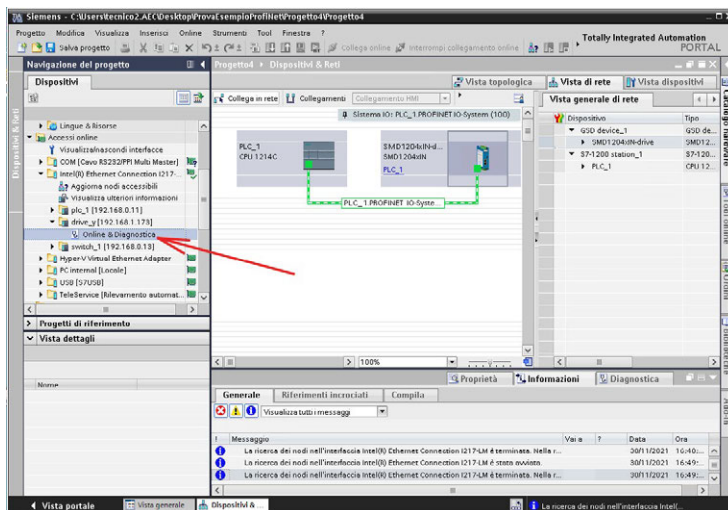 Siemens - C:\Users\tecnico2.AEC\Desktop\ProvaEsempioProfiNet\Progetto4\Progetto4
Progetto Modifica Visualizza Inserisci Online Strumenti Tool Finestra ?
Salva progetto
Collega online
Interrompi collegamento online
Totally Integrated Automation
PORTAL
Navigazione del progetto
Progetto4 › Dispositivi & Reti
Dispositivi
Vista topologica
Vista di rete
Vista dispositivi
Collega in rete
Collegamenti
Collegamento HMI
Vista generale di rete
Dispositivi & Reti
Lingue & Risorse
Accessi online
Visualizza/nascondi interfacce
COM [Cavo RS232/PPI Multi Master]
Intel(R) Ethernet Connection I217-...
Aggiorna nodi accessibili
Visualizza ulteriori informazioni
plc_1 [192.168.0.11]
drive_y [192.168.1.173]
Online & Diagnostica
switch_1 [192.168.0.13]
Hyper-V Virtual Ethernet Adapter
PC internal [Locale]
USB [S7USB]
TeleService [Rilevamento automat...
Progetti di riferimento
Vista dettagli
Nome
Sistema IO: PLC_1.PROFINET IO-System (100)
PLC_1
CPU 1214C
SMD1204xIN-d...
SMD1204xIN
PLC_1
PLC_1.PROFINET IO-Syste...
Dispositivo
Tipo
GSD device_1
GSD de...
SMD1204xIN-drive
SMD12...
S7-1200 station_1
S7-120...
PLC_1
CPU 12...
100%
Proprietà
Informazioni
Diagnostica
Generale
Riferimenti incrociati
Compila
Visualizza tutti i messaggi
! Messaggio Vai a ? Data Ora
La ricerca dei nodi nell'interfaccia Intel(R) Ethernet Connection I217-LM è terminata. Nella r... 30/11/2021 16:40:...
La ricerca dei nodi nell'interfaccia Intel(R) Ethernet Connection I217-LM è stata avviata. 30/11/2021 16:49:...
La ricerca dei nodi nell'interfaccia Intel(R) Ethernet Connection I217-LM è terminata. Nella r... 30/11/2021 16:49:...
Vista portale
Vista generale
Dispositivi & ...
La ricerca dei nodi nell'interfaccia Intel(...